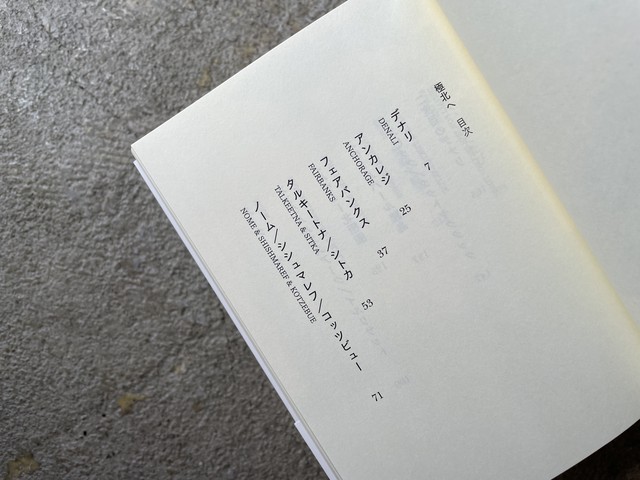 極北へ 目次
デナリ 7
DENALI
アンカレジ 25
ANCHORAGE
フェアバンクス 37
FAIRBANKS
タルキートナ/シトカ 53
TALKEETNA & SITKA
ノーム/シシュマレフ/コッツビュー 71
NOME & SHISHMAREF & KOTZEBUE